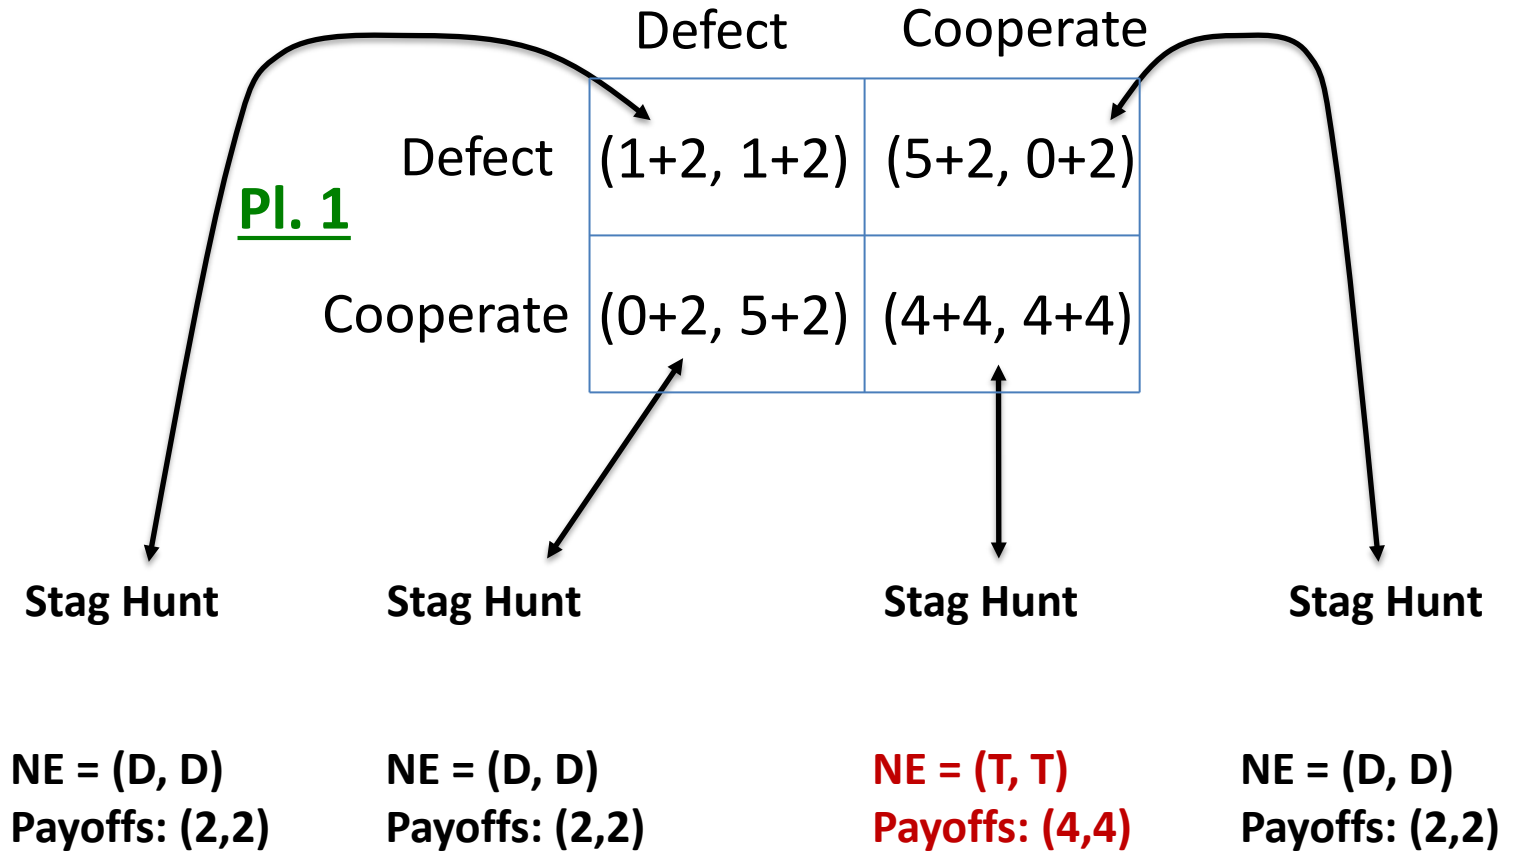 Defect Cooperate
Defect (1+2, 1+2) (5+2, 0+2)
Pl. 1
Cooperate (0+2, 5+2) (4+4, 4+4)
Stag Hunt Stag Hunt Stag Hunt Stag Hunt
NE = (D, D) NE = (D, D) NE = (T, T) NE = (D, D)
Payoffs: (2,2) Payoffs: (2,2) Payoffs: (4,4) Payoffs: (2,2)